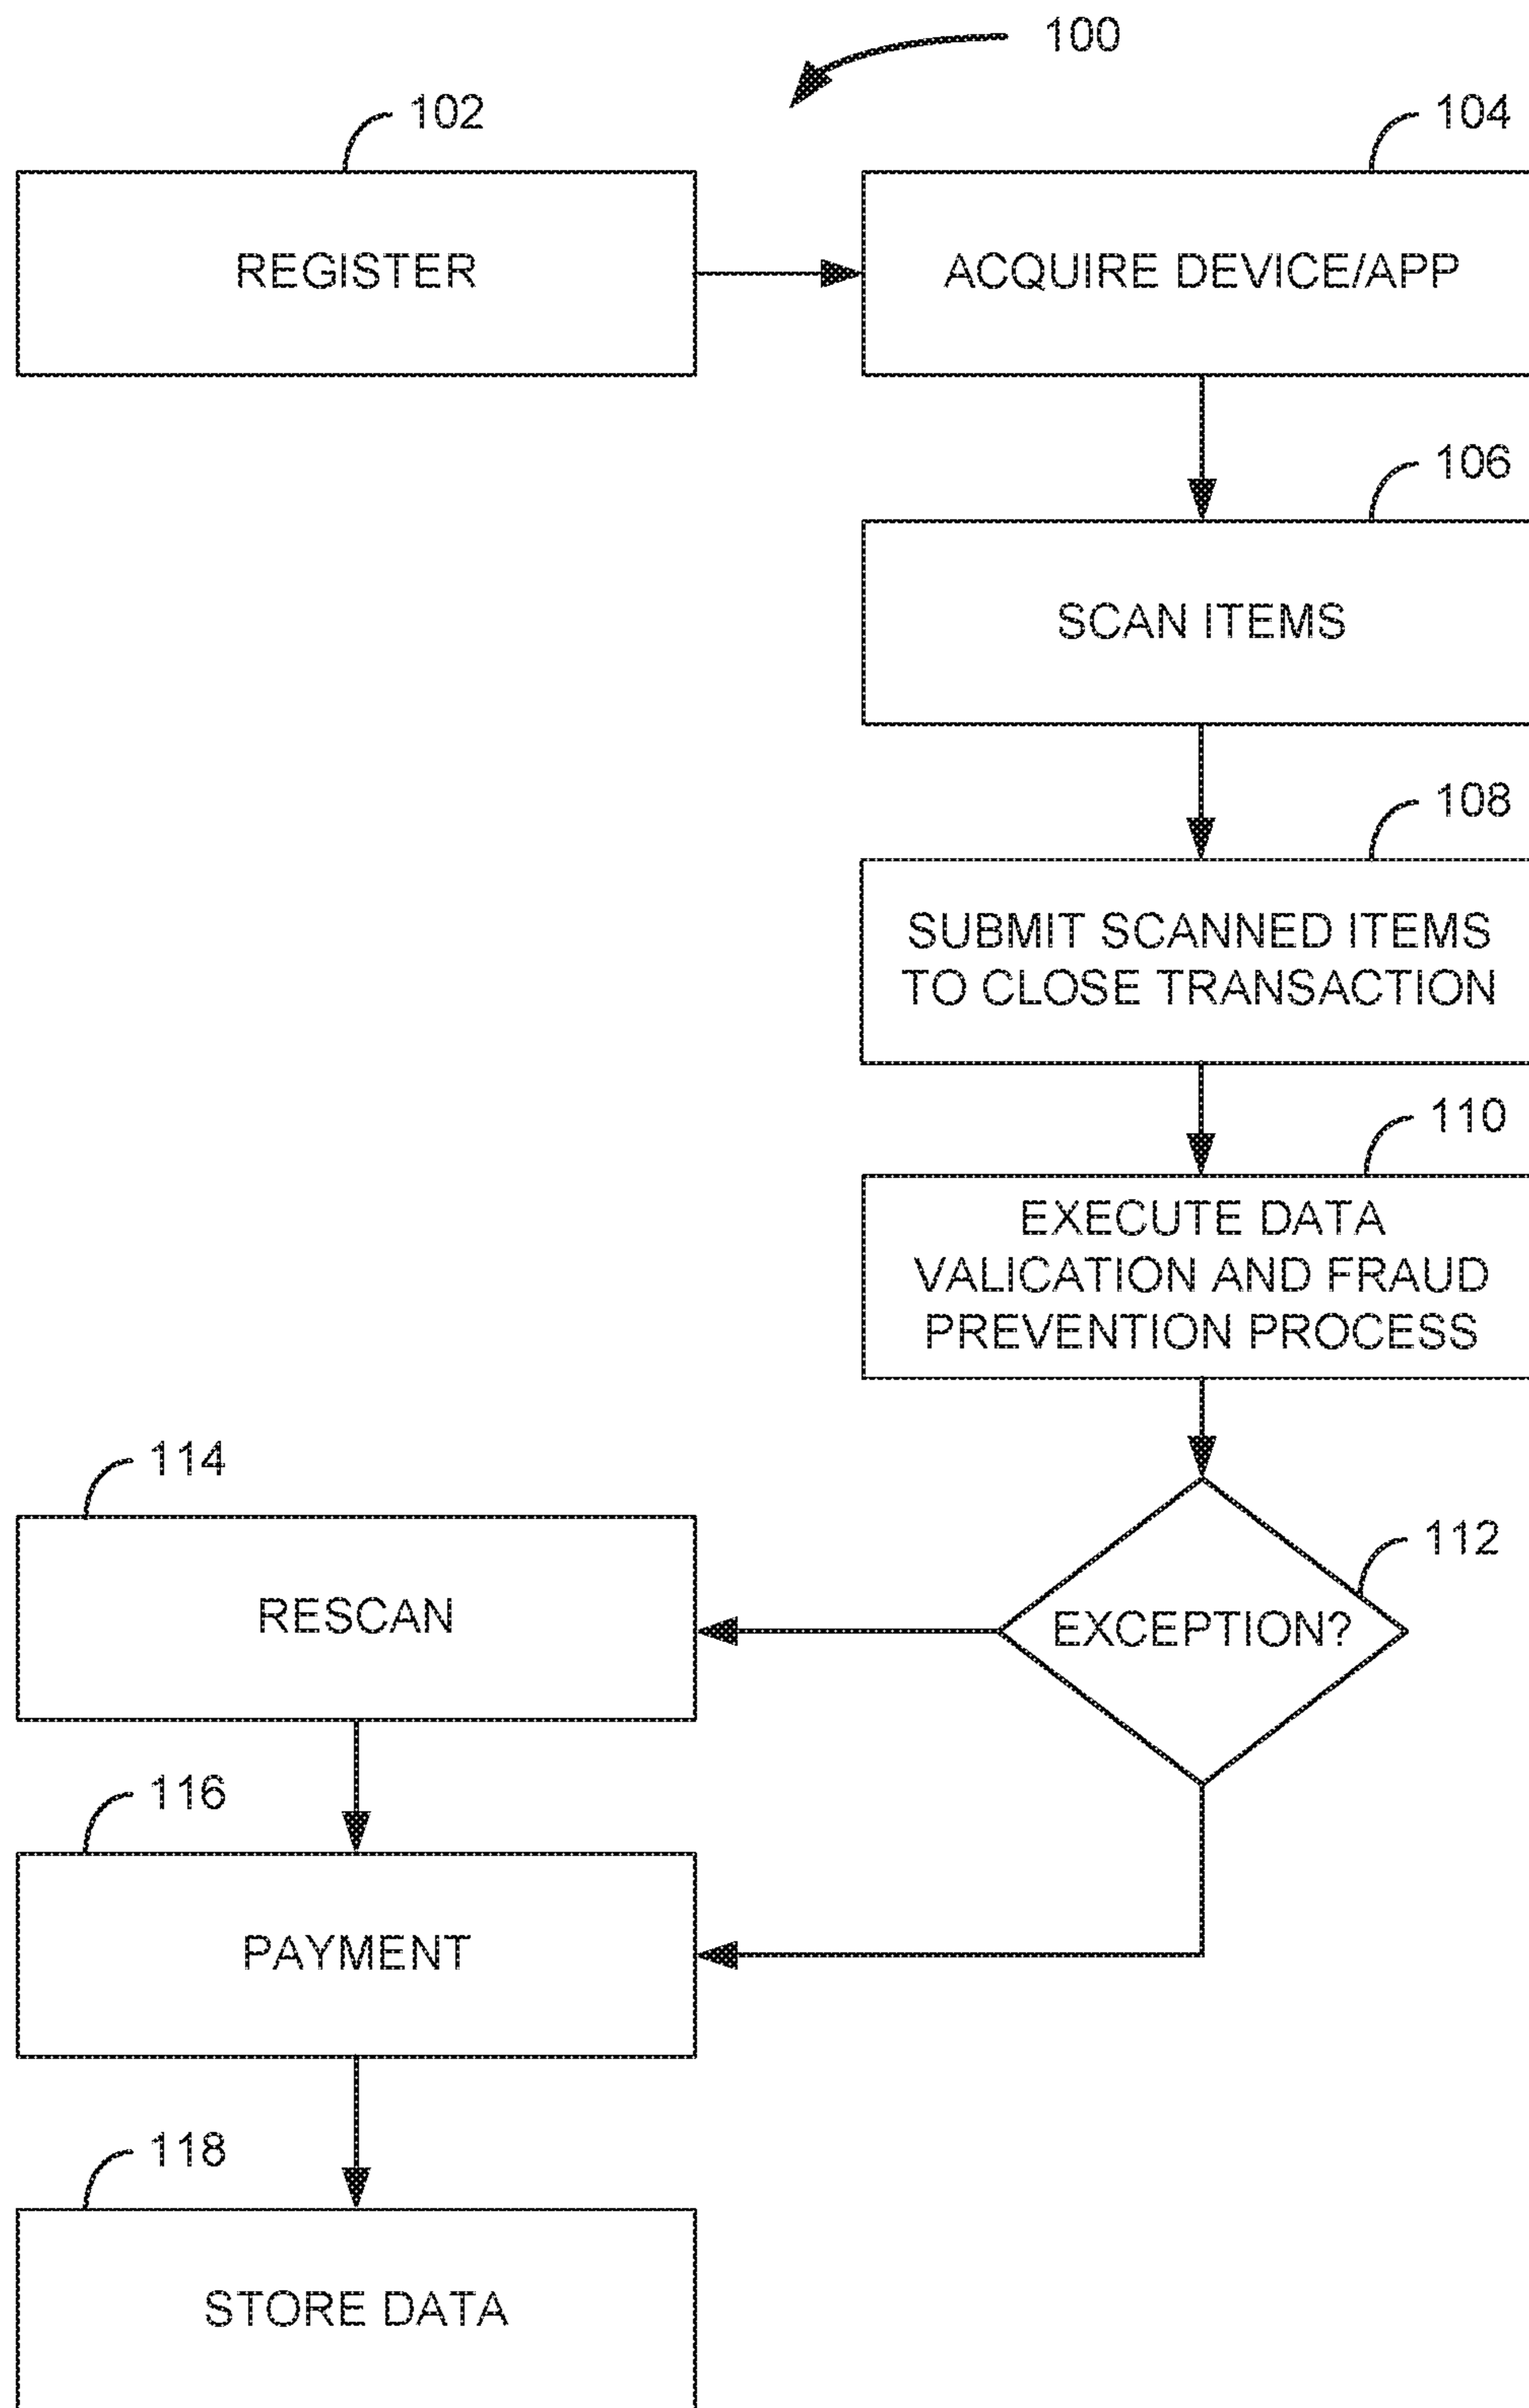 100
102
REGISTER
104
ACQUIRE DEVICE/APP
106
SCAN ITEMS
108
SUBMIT SCANNED ITEMS
TO CLOSE TRANSACTION
110
EXECUTE DATA
VALICATION AND FRAUD
PREVENTION PROCESS
112
EXCEPTION?
114
RESCAN
116
PAYMENT
118
STORE DATA